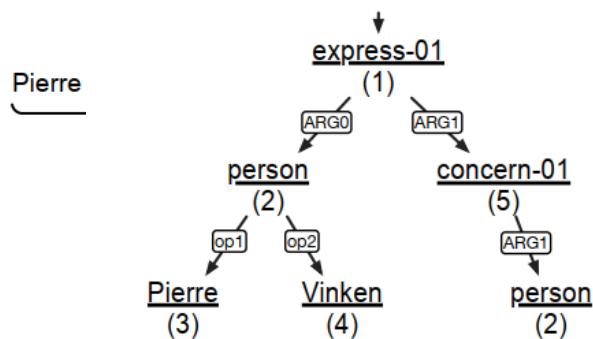 express-01
Pierre
(1)
ARG0 ARG1
person concern-01
(2) (5)
op1 op2 ARG1
Pierre Vinken person
(3) (4) (2)